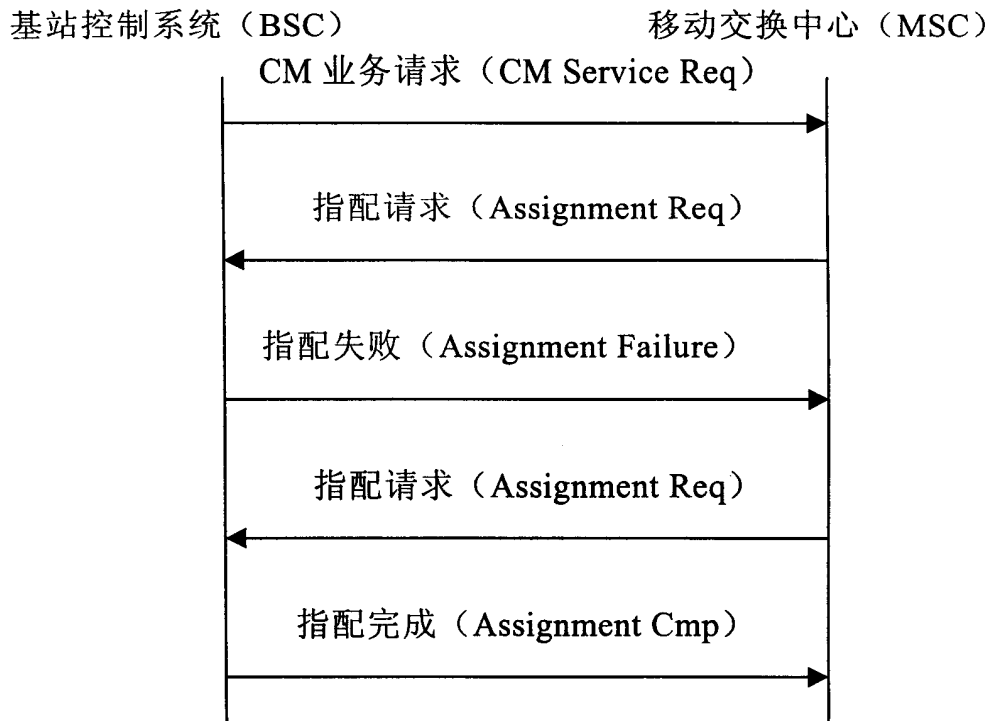 基站控制系统（BSC）
移动交换中心（MSC）
CM 业务请求（CM Service Req）
指配请求（Assignment Req）
指配失败（Assignment Failure）
指配请求（Assignment Req）
指配完成（Assignment Cmp）